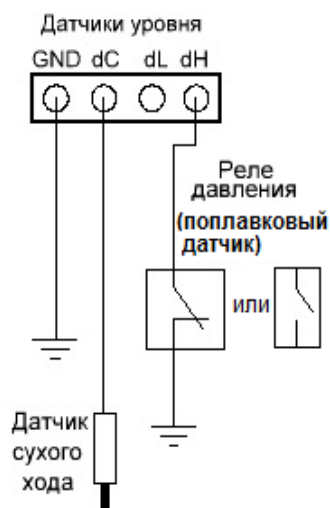 Датчики уровня
GND dC dL dH
Реле
давления
(поплавковый
датчик)
или
Датчик
сухого
хода